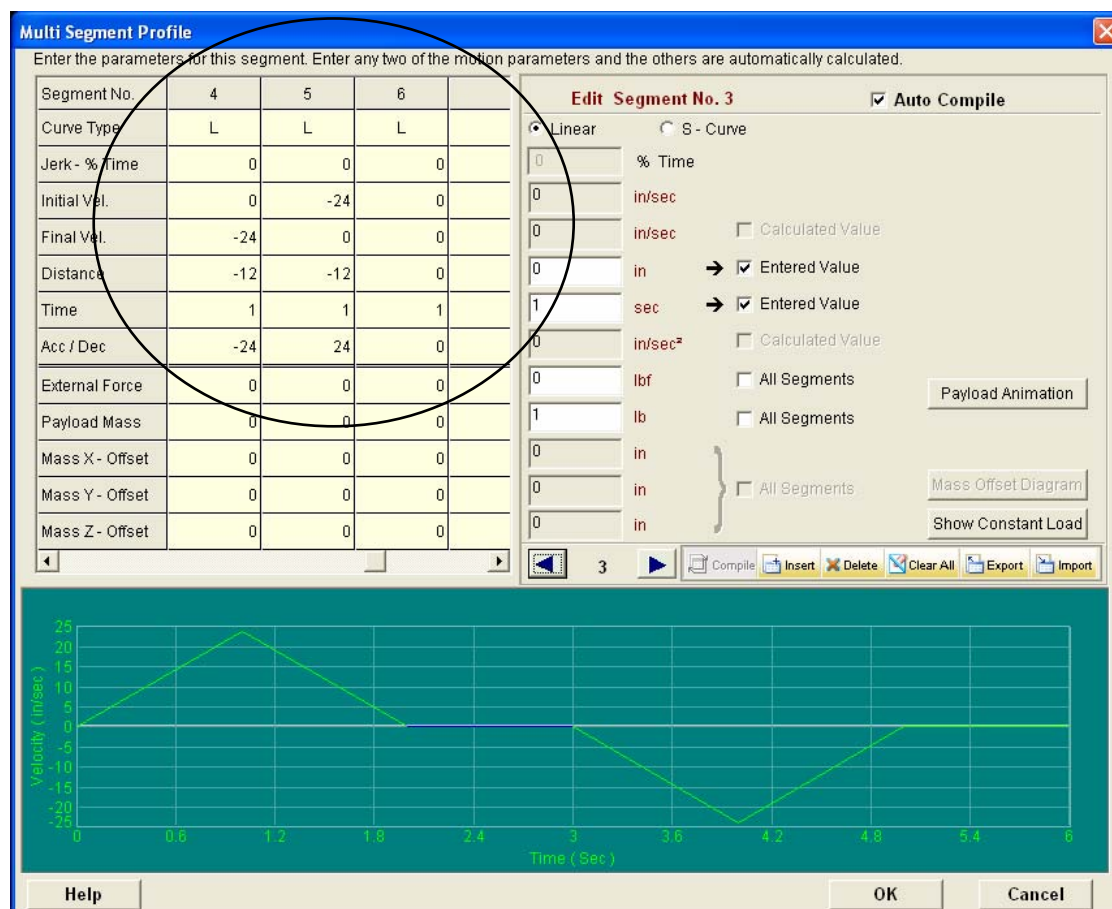 Multi Segment Profile
Enter the parameters for this segment. Enter any two of the motion parameters and the others are automatically calculated.
Segment No. 4 5 6
Curve Type L L L
Jerk - % Time 0 0 0
Initial Vel. 0 -24 0
Final Vel. -24 0 0
Distance -12 -12 0
Time 1 1 1
Acc / Dec -24 24 0
External Force 0 0 0
Payload Mass 0 0 0
Mass X - Offset 0 0 0
Mass Y - Offset 0 0 0
Mass Z - Offset 0 0 0
Edit Segment No. 3 Auto Compile
Linear S - Curve
0 % Time
0 in/sec
0 in/sec Calculated Value
0 in Entered Value
1 sec Entered Value
0 in/sec² Calculated Value
0 lbf All Segments
1 lb All Segments
Payload Animation
0 in
0 in All Segments Mass Offset Diagram
0 in Show Constant Load
3 Compile Insert Delete Clear All Export Import
Velocity ( in/sec )
25
20
15
10
5
0
-5
-10
-15
-20
-25
0 0.6 1.2 1.8 2.4 3 3.6 4.2 4.8 5.4 6
Time ( Sec )
Help OK Cancel